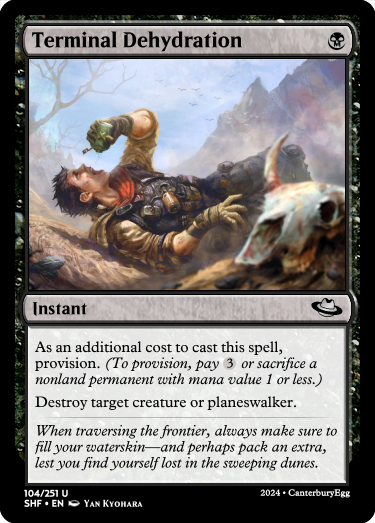 Terminal Dehydration
Instant
As an additional cost to cast this spell,
provision. (To provision, pay 3 or sacrifice a
nonland permanent with mana value 1 or less.)
Destroy target creature or planeswalker.
When traversing the frontier, always make sure to
fill your waterskin—and perhaps pack an extra,
lest you find yourself lost in the sweeping dunes.
104/251 U
SHF • EN Yan Kyohara
2024 • CanterburyEgg